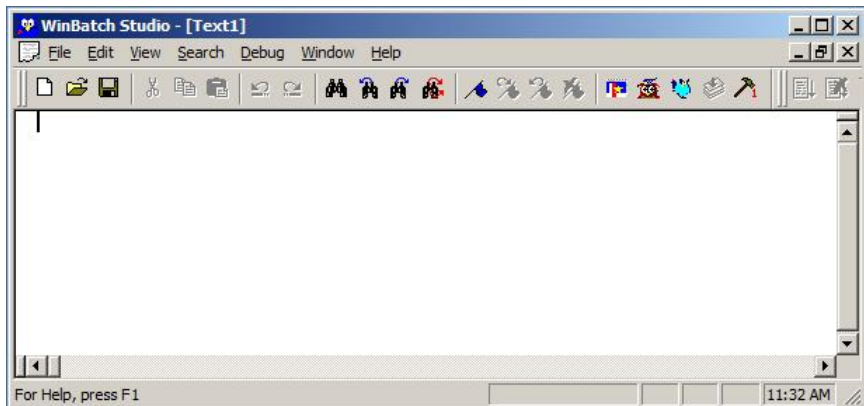 WinBatch Studio - [Text1]
File Edit View Search Debug Window Help
For Help, press F1 11:32 AM